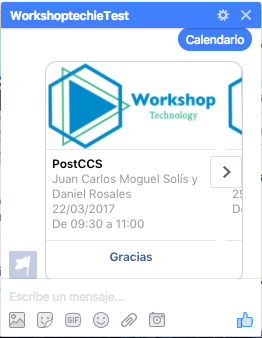 WorkshoptechieTest
Calendario
Workshop
Technology
PostCCS
Juan Carlos Moguel Solís y
Daniel Rosales
22/03/2017
De 09:30 a 11:00
29
De
Gracias
Escribe un mensaje...
GIF